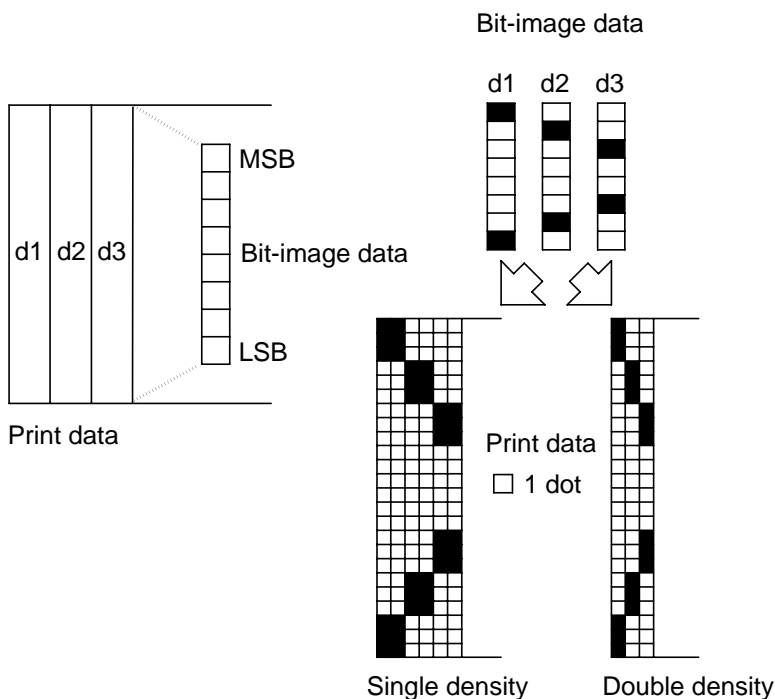 Bit-image data
d1 d2 d3
MSB
d1 d2 d3
Bit-image data
LSB
Print data
Print data
1 dot
Single density
Double density